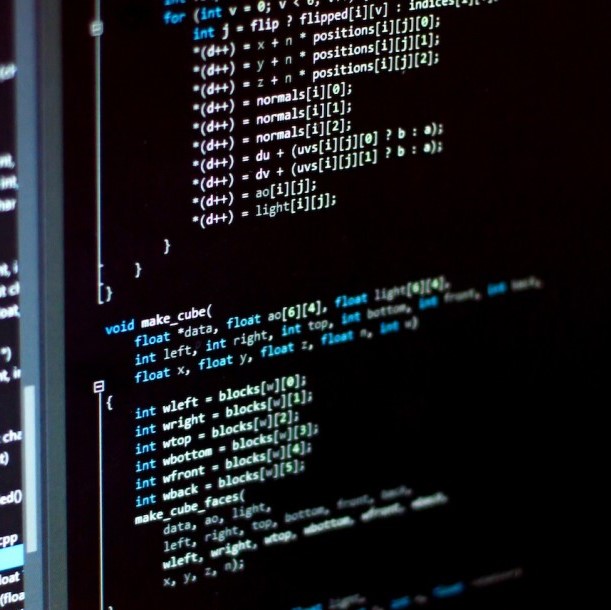 for (int v = 0; v < 6; v++) {
int j = flip ? flipped[i][v] : indices[i][v];
*(d++) = x + n * positions[i][j][0];
*(d++) = y + n * positions[i][j][1];
*(d++) = z + n * positions[i][j][2];
*(d++) = normals[i][0];
*(d++) = normals[i][1];
*(d++) = normals[i][2];
*(d++) = du + (uvs[i][j][0] ? b : a);
*(d++) = dv + (uvs[i][j][1] ? b : a);
*(d++) = ao[i][j];
*(d++) = light[i][j];
}
}
}
void make_cube(
float *data, float ao[6][4], float light[6][4],
int left, int right, int top, int bottom, int front, int back,
float x, float y, float z, float n, int w)
{
int wleft = blocks[w][0];
int wright = blocks[w][1];
int wtop = blocks[w][2];
int wbottom = blocks[w][3];
int wfront = blocks[w][4];
int wback = blocks[w][5];
make_cube_faces(
data, ao, light,
left, right, top, bottom, front, back,
wleft, wright, wtop, wbottom, wfront, wback,
x, y, z, n);
}